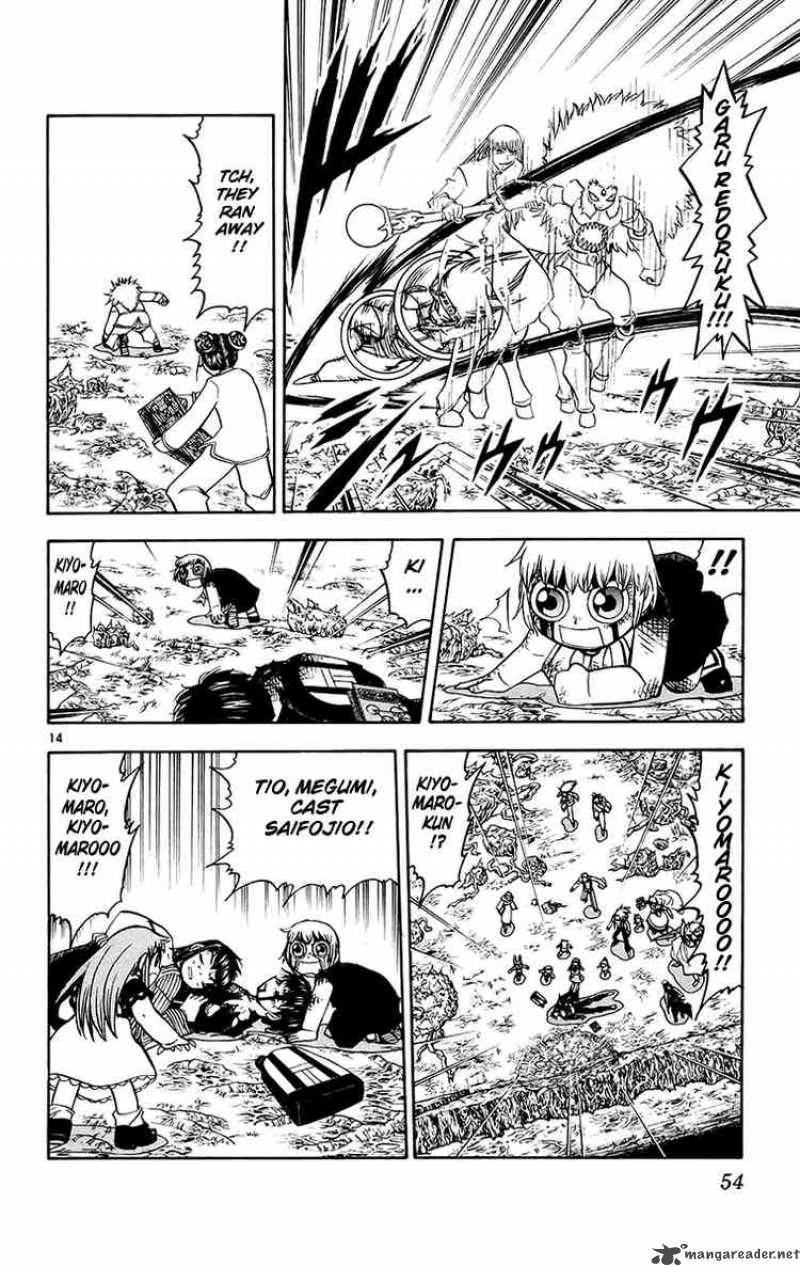 GARU REDORUKU!!!
TCH,
THEY
RAN
AWAY
!!
!!
KI
...
KIYO-
MARO
!!
14
KIYOMAROOOO!!
KIYO-
MARO-
KUN
!?
TIO, MEGUMI,
CAST
SAIFOJIO!!
KIYO-
MARO,
KIYO-
MAROOO
!!!
54
mangareader.net